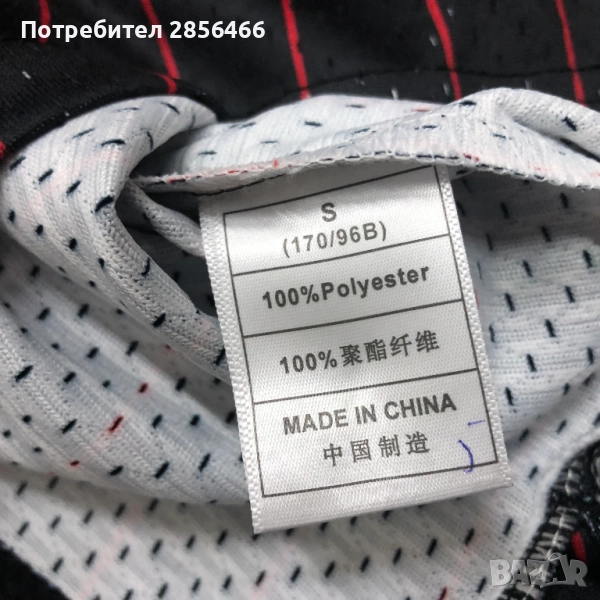 Потребител 2856466
S
(170/96B)
100%Polyester
100%聚酯纤维
MADE IN CHINA
中国制造